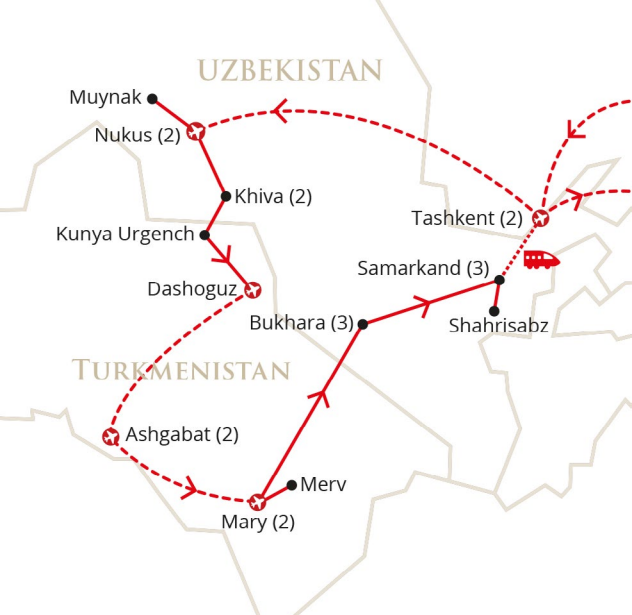 UZBEKISTAN
Muynak
Nukus (2)
Khiva (2)
Tashkent (2)
Kunya Urgench
Samarkand (3)
Dashoguz
Bukhara (3)
Shahrisabz
TURKMENISTAN
Ashgabat (2)
Merv
Mary (2)